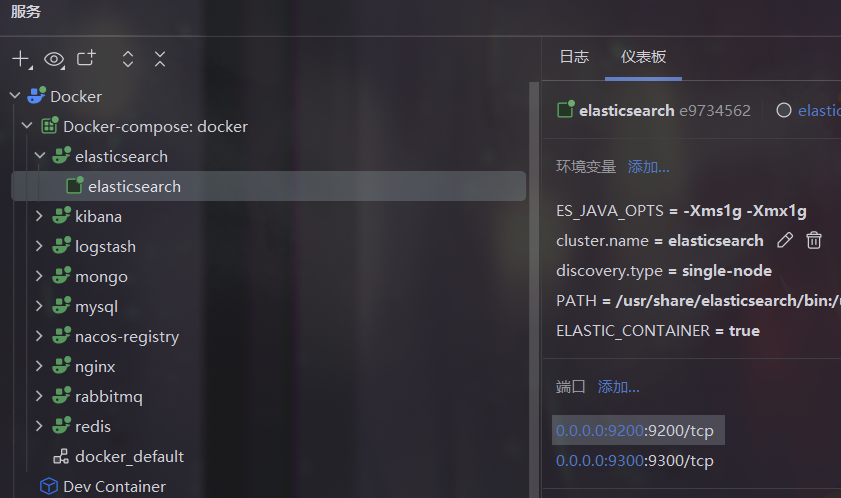 服务
Docker
Docker-compose: docker
elasticsearch
elasticsearch
kibana
logstash
mongo
mysql
nacos-registry
nginx
rabbitmq
redis
docker_default
Dev Container
日志 仪表板
elasticsearch e9734562 elastic
环境变量 添加...
ES_JAVA_OPTS = -Xms1g -Xmx1g
cluster.name = elasticsearch
discovery.type = single-node
PATH = /usr/share/elasticsearch/bin:/u
ELASTIC_CONTAINER = true
端口 添加...
0.0.0.0:9200:9200/tcp
0.0.0.0:9300:9300/tcp